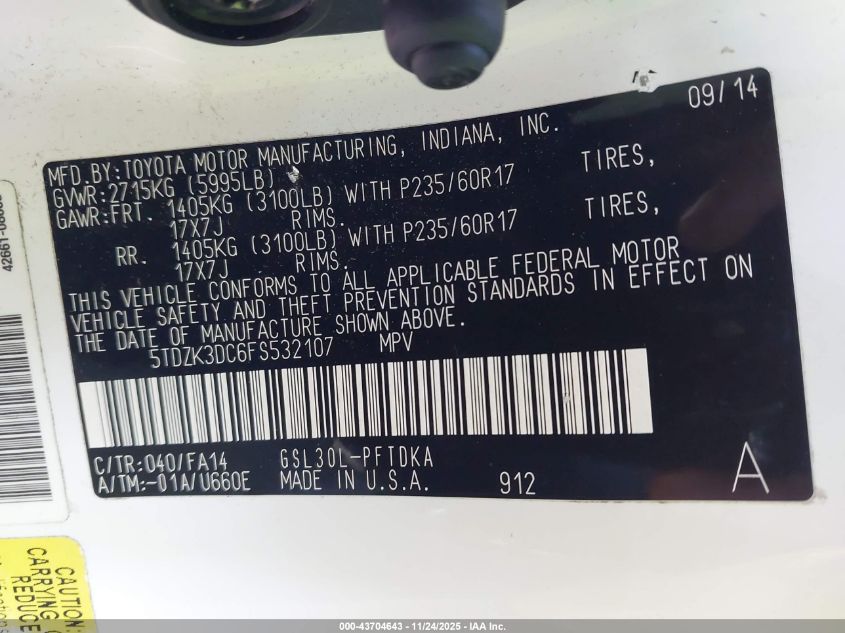 09/14
MFD.BY:TOYOTA MOTOR MANUFACTURING, INDIANA, INC.
GVWR:2715KG (5995LB)
GAWR:FRT. 1405KG (3100LB) WITH P235/60R17 TIRES,
17X7J RIMS.
RR. 1405KG (3100LB) WITH P235/60R17 TIRES,
17X7J RIMS.
THIS VEHICLE CONFORMS TO ALL APPLICABLE FEDERAL MOTOR
VEHICLE SAFETY AND THEFT PREVENTION STANDARDS IN EFFECT ON
THE DATE OF MANUFACTURE SHOWN ABOVE.
5TDZK3DC6FS532107 MPV
C/TR:040/FA14 GSL30L-PFTDKA
A/TM:-01A/U660E MADE IN U.S.A. 912 A
CAUTION:
CARRYING
REDUCE
000-43704643 - 11/24/2025 - IAA Inc.